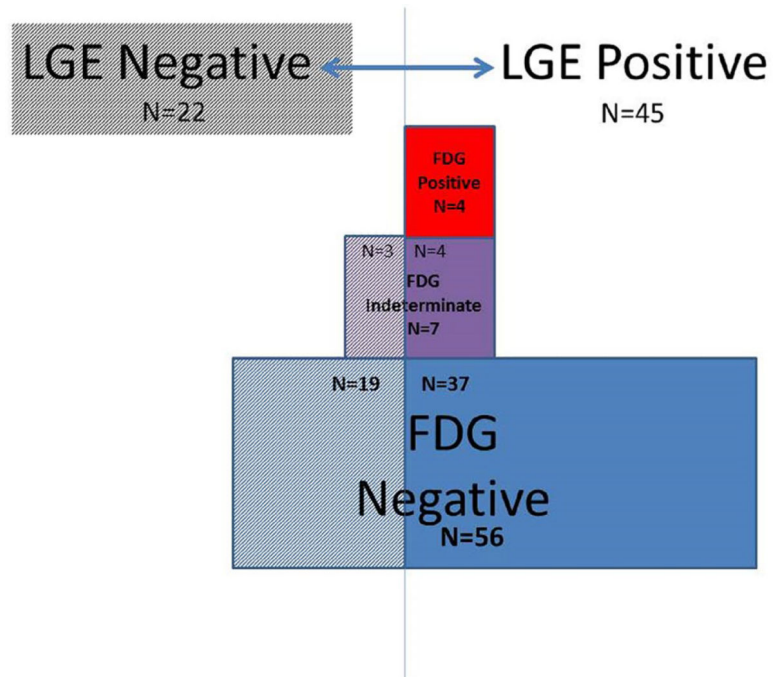 LGE Negative
N=22
LGE Positive
N=45
FDG
Positive
N=4
N=3
N=4
FDG
Indeterminate
N=7
N=19
N=37
FDG
Negative
N=56